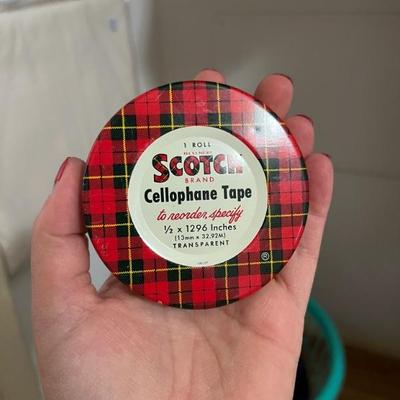 1 ROLL
SCOTCH
BRAND
Cellophane Tape
to reorder, specify
1/2 x 1296 Inches
(13mm x 32,92M)
TRANSPARENT
®